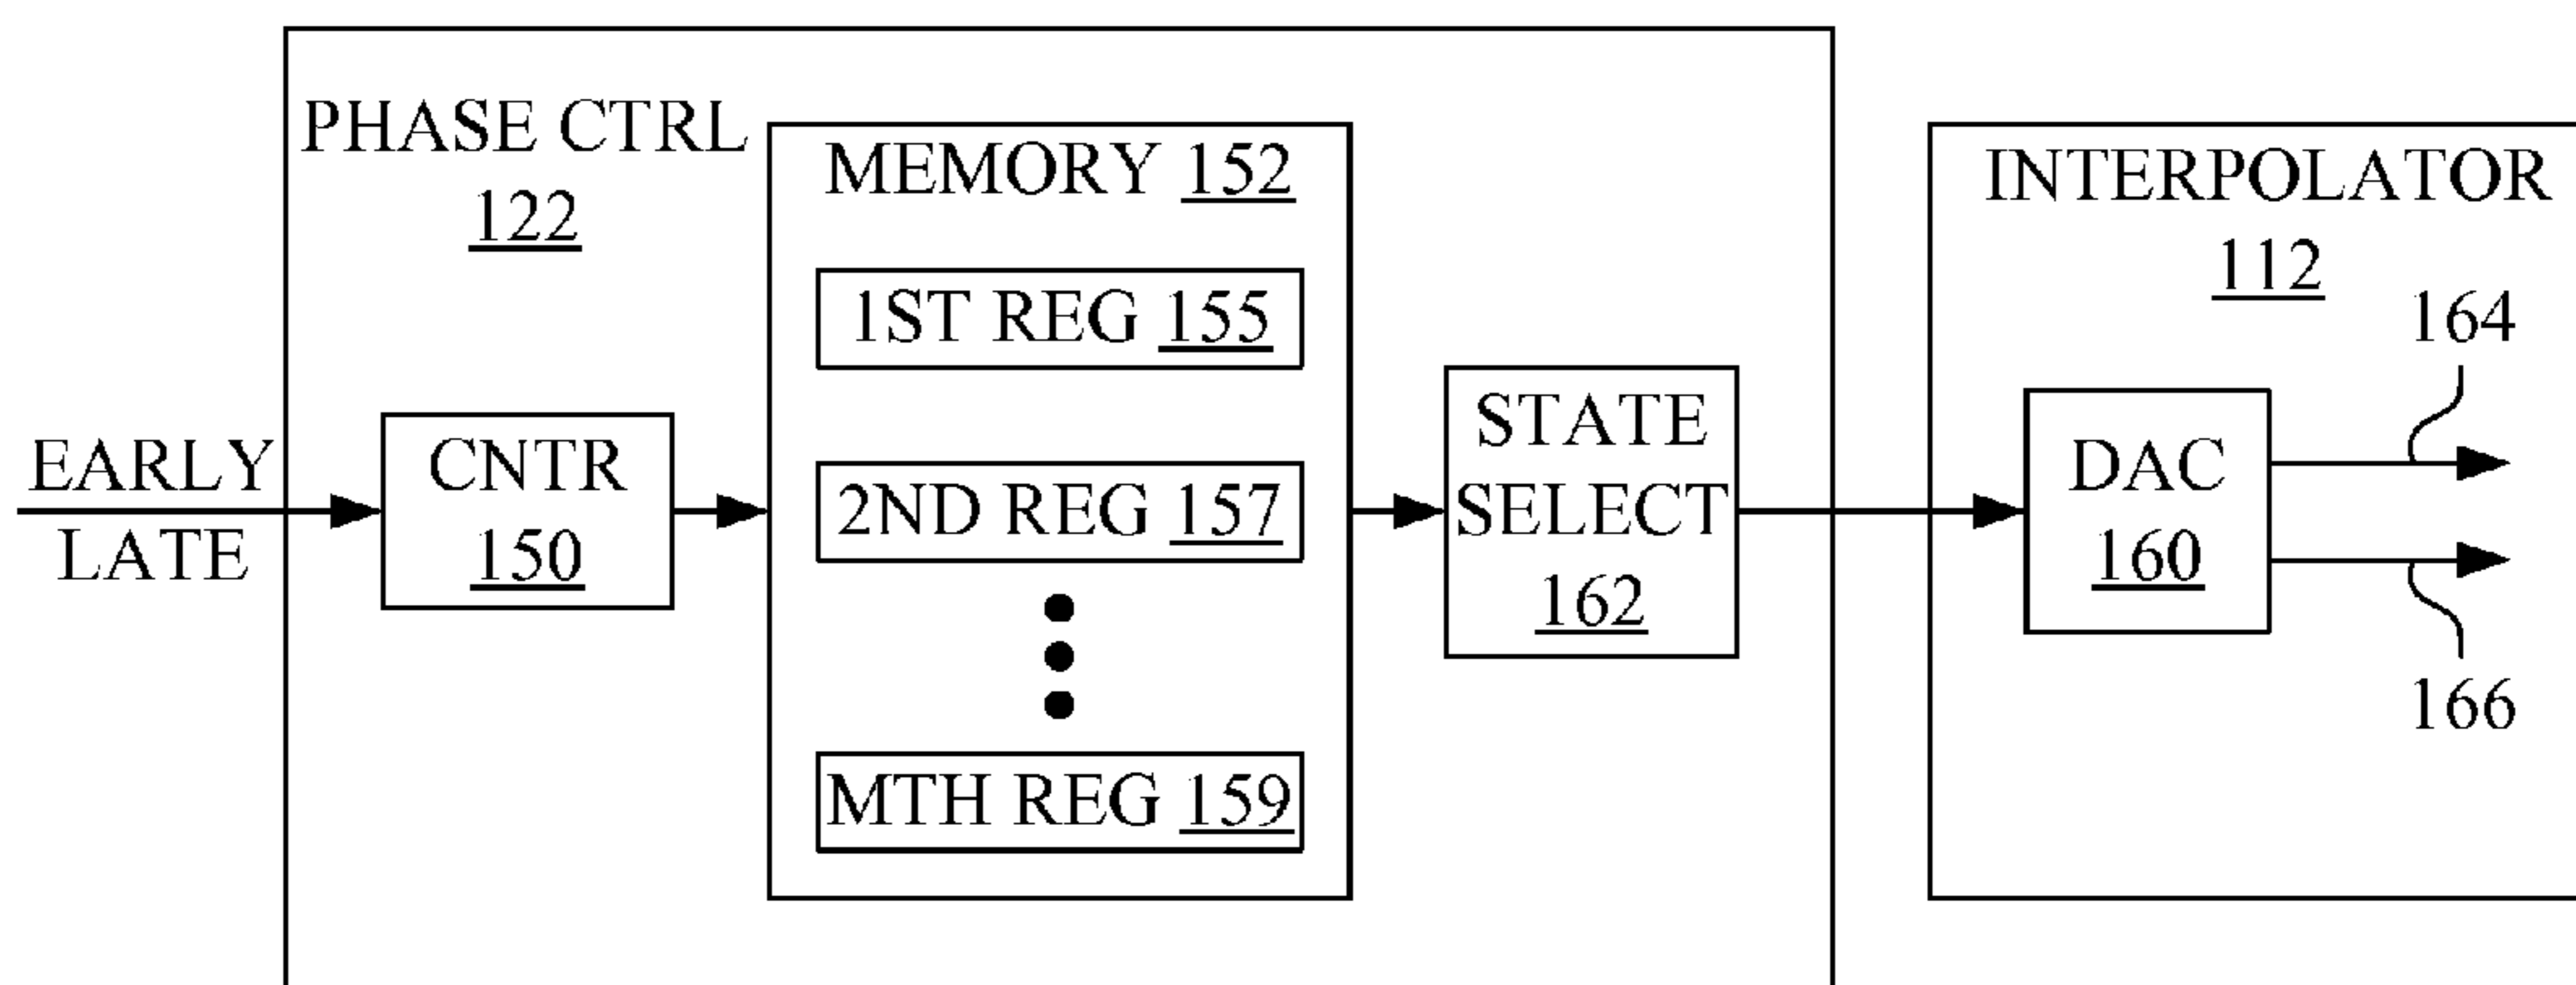 PHASE CTRL
122
EARLY
LATE
CNTR
150
MEMORY 152
1ST REG 155
2ND REG 157
MTH REG 159
STATE
SELECT
162
INTERPOLATOR
112
DAC
160
164
166